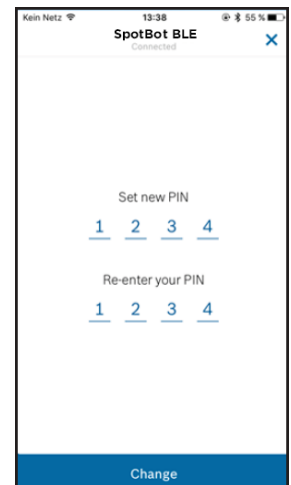 Kein Netz 13:38 55 %
SpotBot BLE
Connected
Set new PIN
1 2 3 4
Re-enter your PIN
1 2 3 4
Change